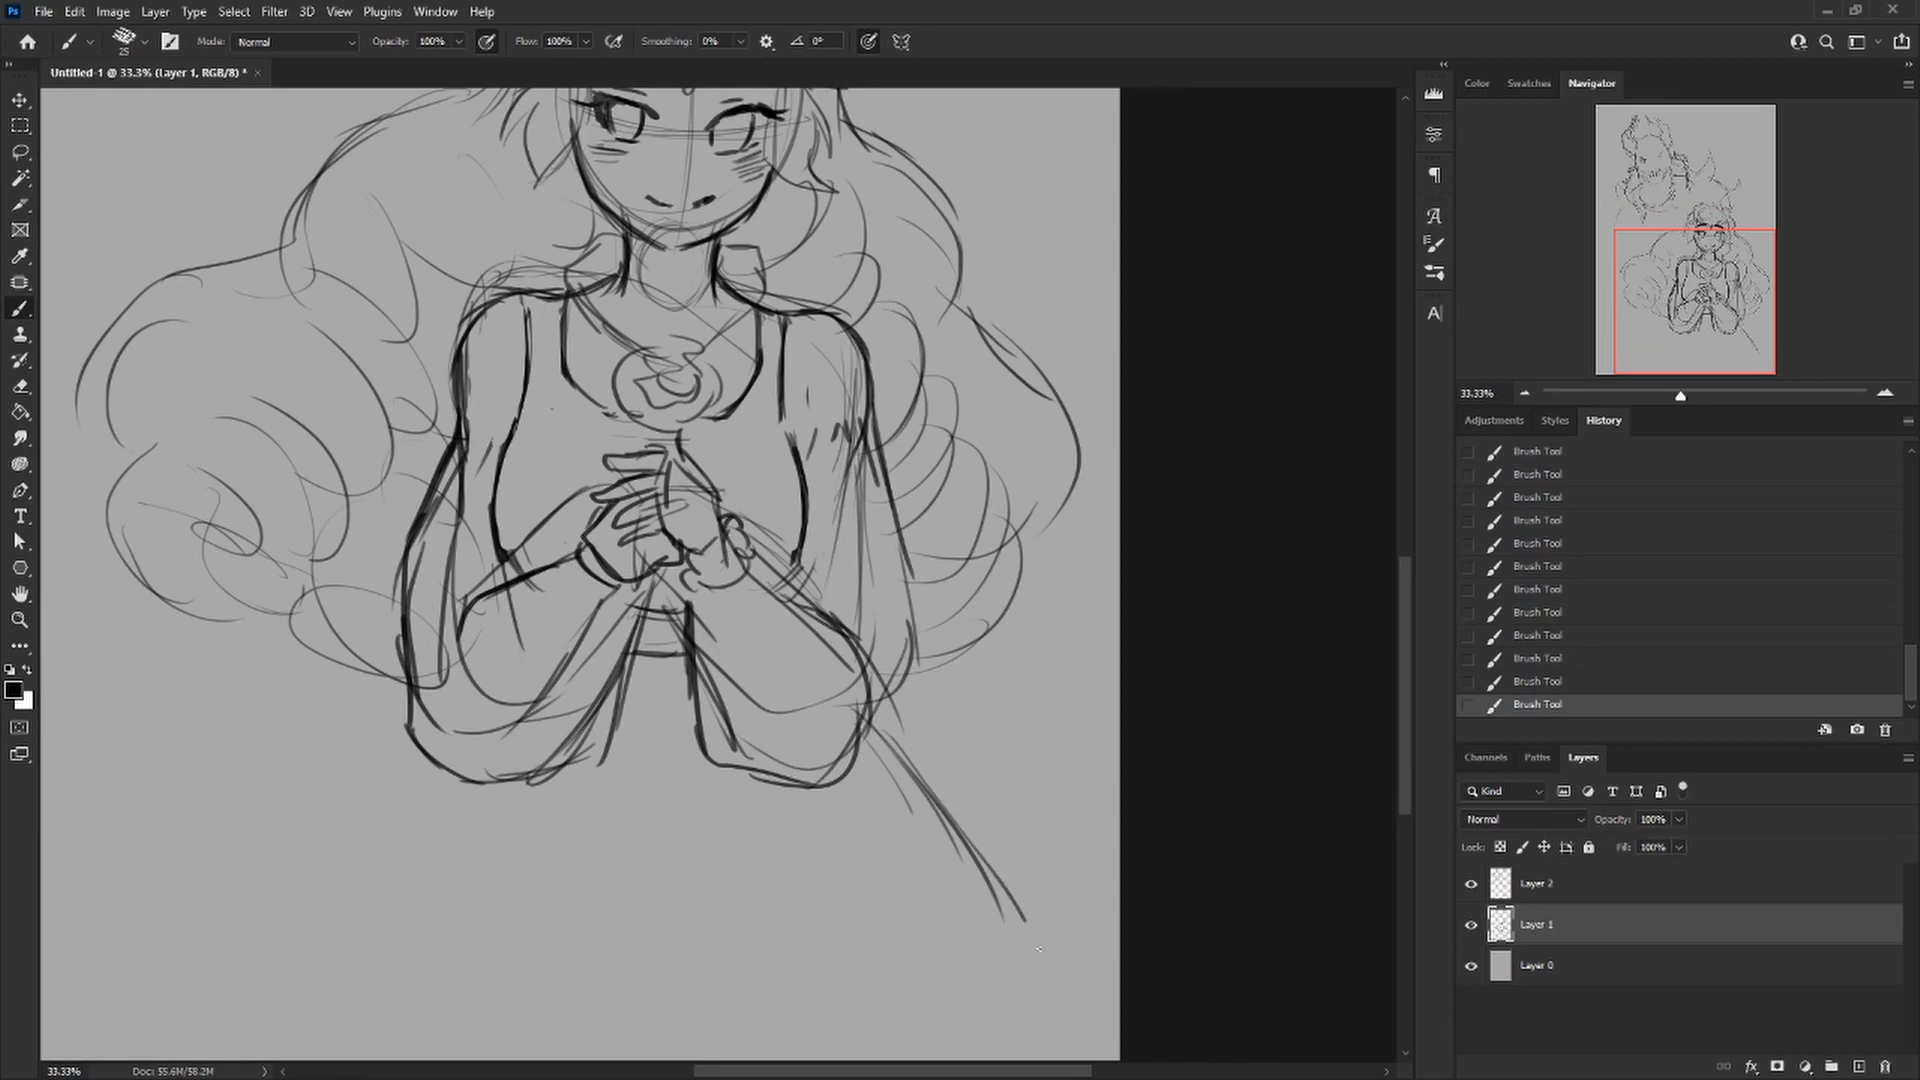 Ps File Edit Image Layer Type Select Filter 3D View Plugins Window Help
25 Mode: Normal Opacity: 100% Flow: 100% Smoothing: 0% 0°
Untitled-1 @ 33.3% (Layer 1, RGB/8) *
Color Swatches Navigator
33.33%
Adjustments Styles History
Brush Tool
Brush Tool
Brush Tool
Brush Tool
Brush Tool
Brush Tool
Brush Tool
Brush Tool
Brush Tool
Brush Tool
Brush Tool
Brush Tool
Channels Paths Layers
Kind
Normal Opacity: 100%
Lock: Fill: 100%
Layer 2
Layer 1
Layer 0
33.33% Doc: 55.6M/58.2M